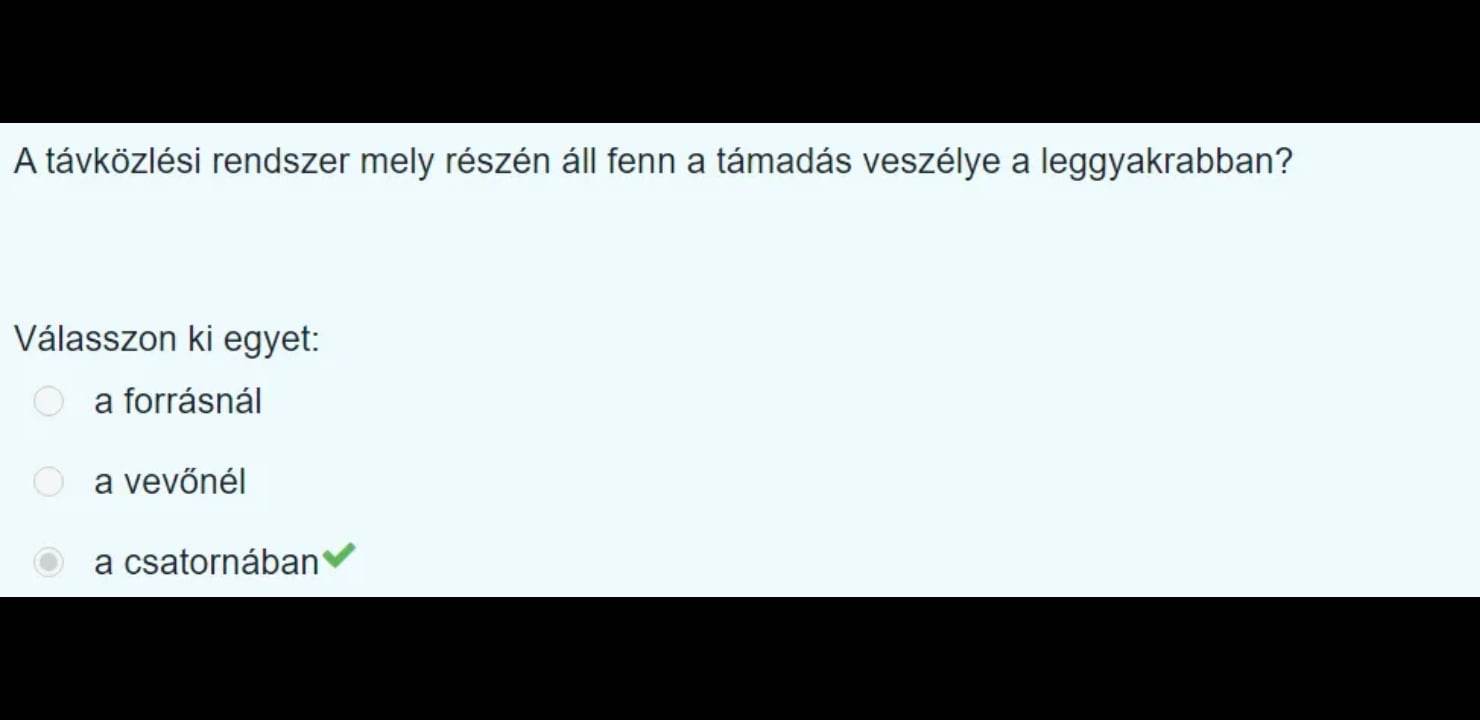 A távközlési rendszer mely részén áll fenn a támadás veszélye a leggyakrabban?
Válasszon ki egyet:
a forrásnál
a vevőnél
a csatornában